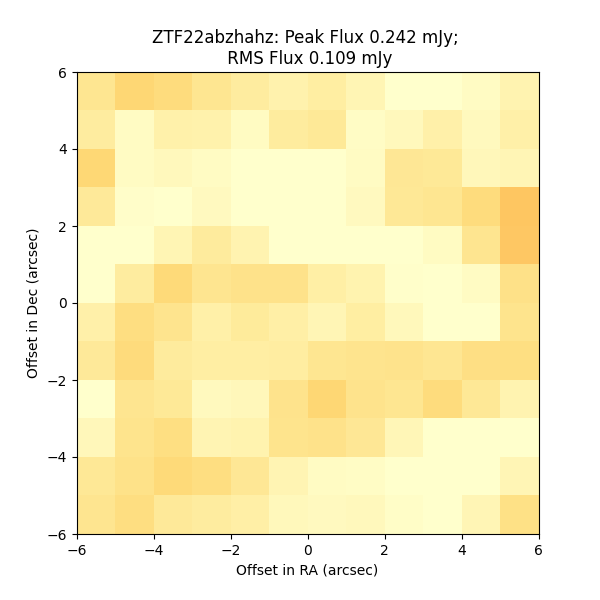 ZTF22abzhahz: Peak Flux 0.242 mJy;
RMS Flux 0.109 mJy
6
4
2
0
−2
−4
−6
Offset in Dec (arcsec)
−6 −4 −2 0 2 4 6
Offset in RA (arcsec)